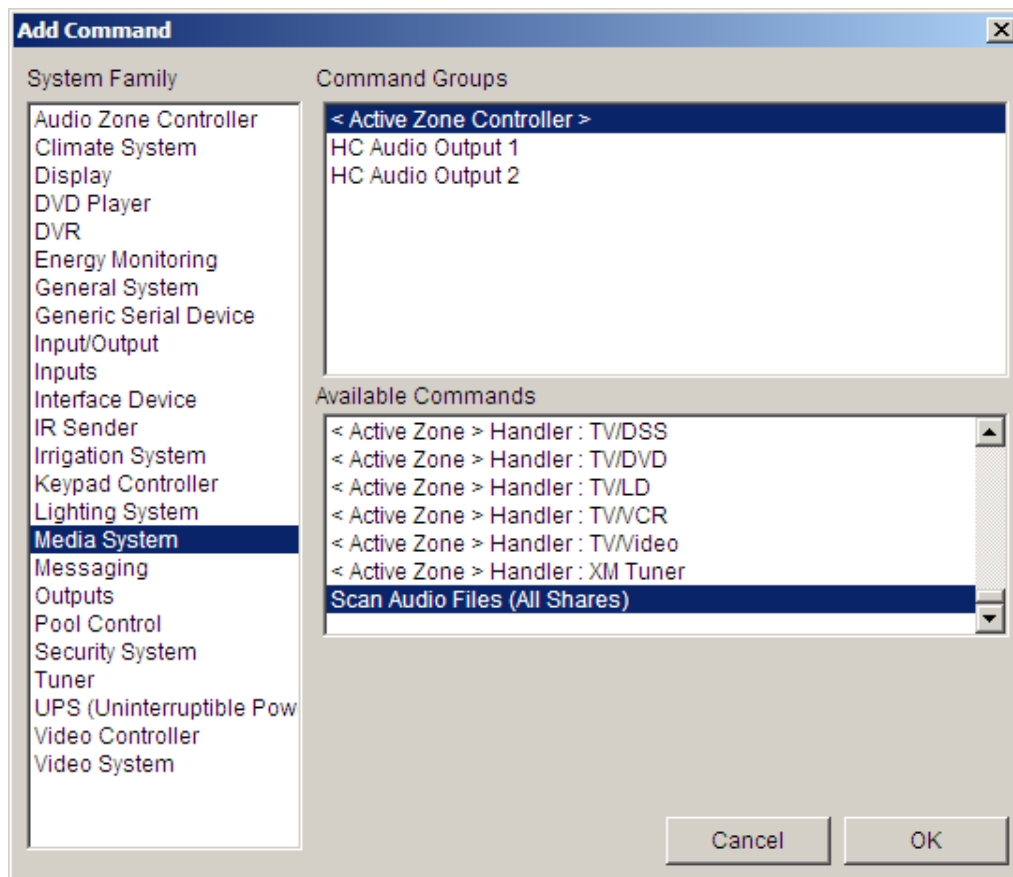 Add Command
System Family
Audio Zone Controller
Climate System
Display
DVD Player
DVR
Energy Monitoring
General System
Generic Serial Device
Input/Output
Inputs
Interface Device
IR Sender
Irrigation System
Keypad Controller
Lighting System
Media System
Messaging
Outputs
Pool Control
Security System
Tuner
UPS (Uninterruptible Pow
Video Controller
Video System
Command Groups
< Active Zone Controller >
HC Audio Output 1
HC Audio Output 2
Available Commands
< Active Zone > Handler : TV/DSS
< Active Zone > Handler : TV/DVD
< Active Zone > Handler : TV/LD
< Active Zone > Handler : TV/VCR
< Active Zone > Handler : TV/Video
< Active Zone > Handler : XM Tuner
Scan Audio Files (All Shares)
Cancel
OK